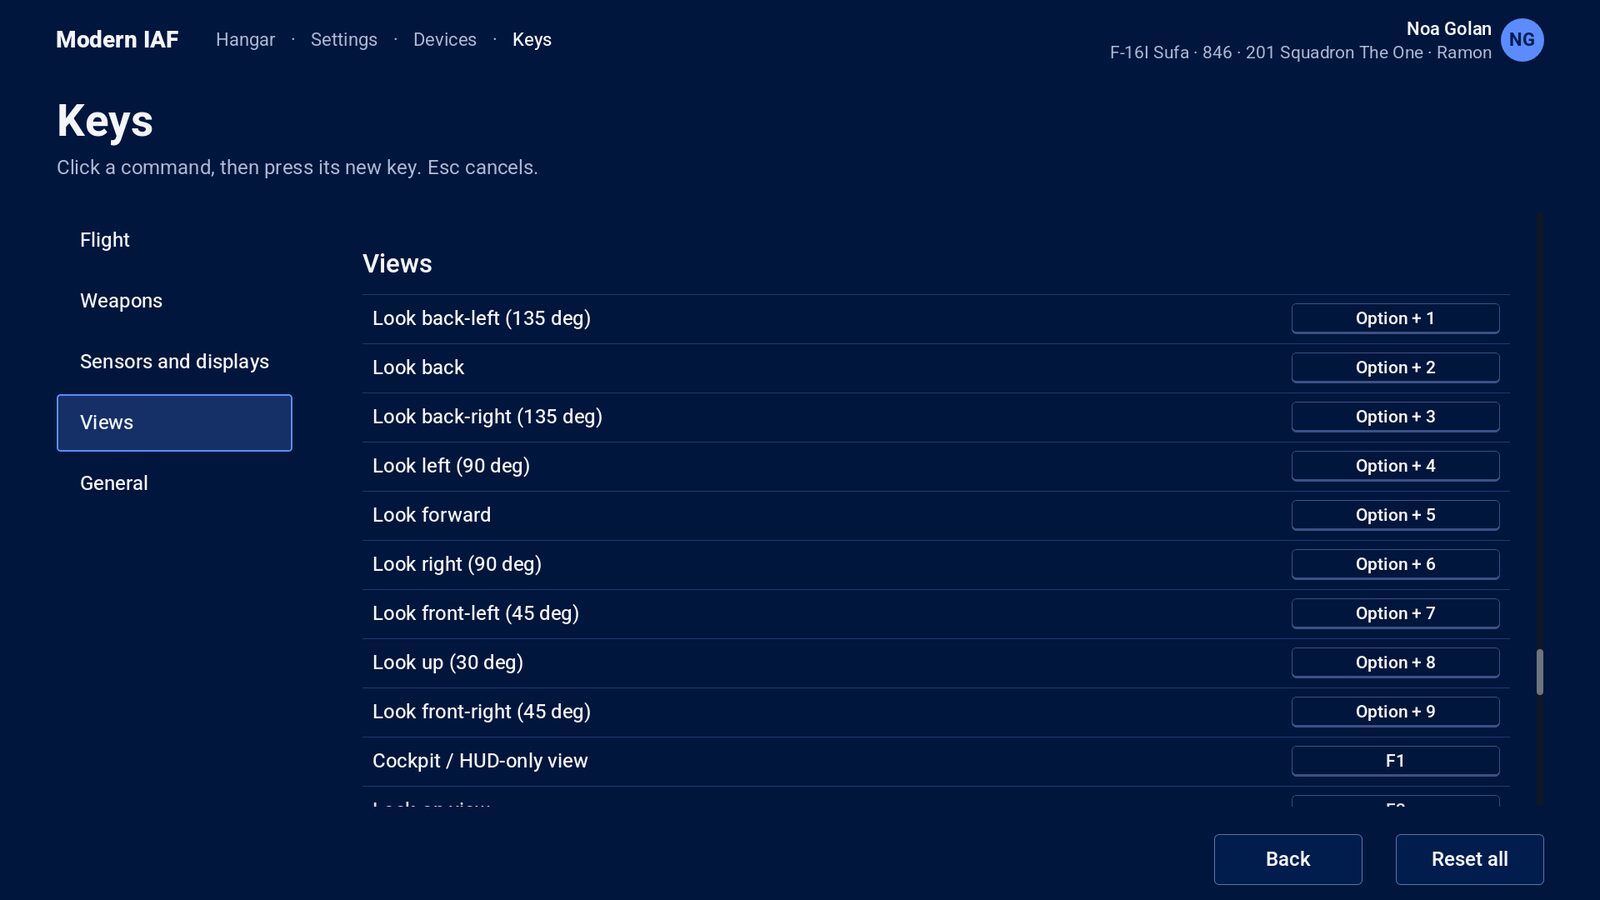 Modern IAF
Hangar · Settings · Devices · Keys
Noa Golan
F-16I Sufa · 846 · 201 Squadron The One · Ramon
NG
Keys
Click a command, then press its new key. Esc cancels.
Flight
Weapons
Sensors and displays
Views
General
Views
Look back-left (135 deg) Option + 1
Look back Option + 2
Look back-right (135 deg) Option + 3
Look left (90 deg) Option + 4
Look forward Option + 5
Look right (90 deg) Option + 6
Look front-left (45 deg) Option + 7
Look up (30 deg) Option + 8
Look front-right (45 deg) Option + 9
Cockpit / HUD-only view F1
Back
Reset all